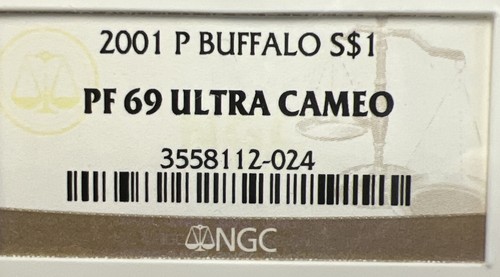 2001 P BUFFALO S$1
PF 69 ULTRA CAMEO
3558112-024
NGC